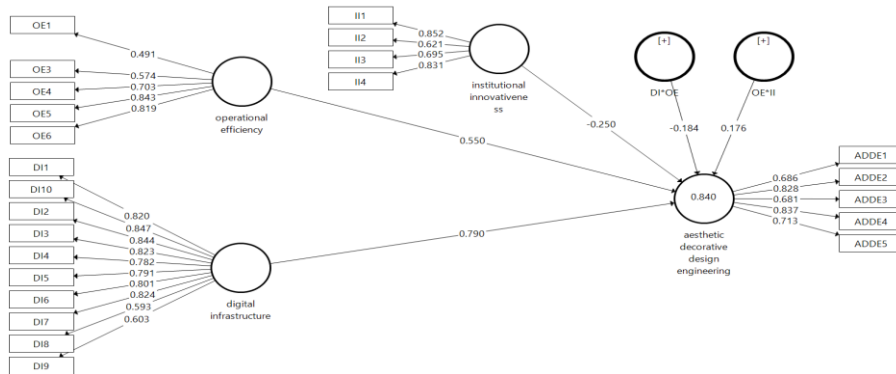 OE1
OE3
OE4
OE5
OE6
0.491
0.574
0.703
0.843
0.819
operational
efficiency
II1
II2
II3
II4
0.852
0.621
0.695
0.831
institutional
innovativene
ss
[+]
DI*OE
[+]
OE*II
-0.250
-0.184
0.176
0.550
0.790
DI1
DI10
DI2
DI3
DI4
DI5
DI6
DI7
DI8
DI9
0.820
0.847
0.844
0.823
0.782
0.791
0.801
0.824
0.593
0.603
digital
infrastructure
0.840
aesthetic
decorative
design
engineering
0.686
0.828
0.681
0.837
0.713
ADDE1
ADDE2
ADDE3
ADDE4
ADDE5